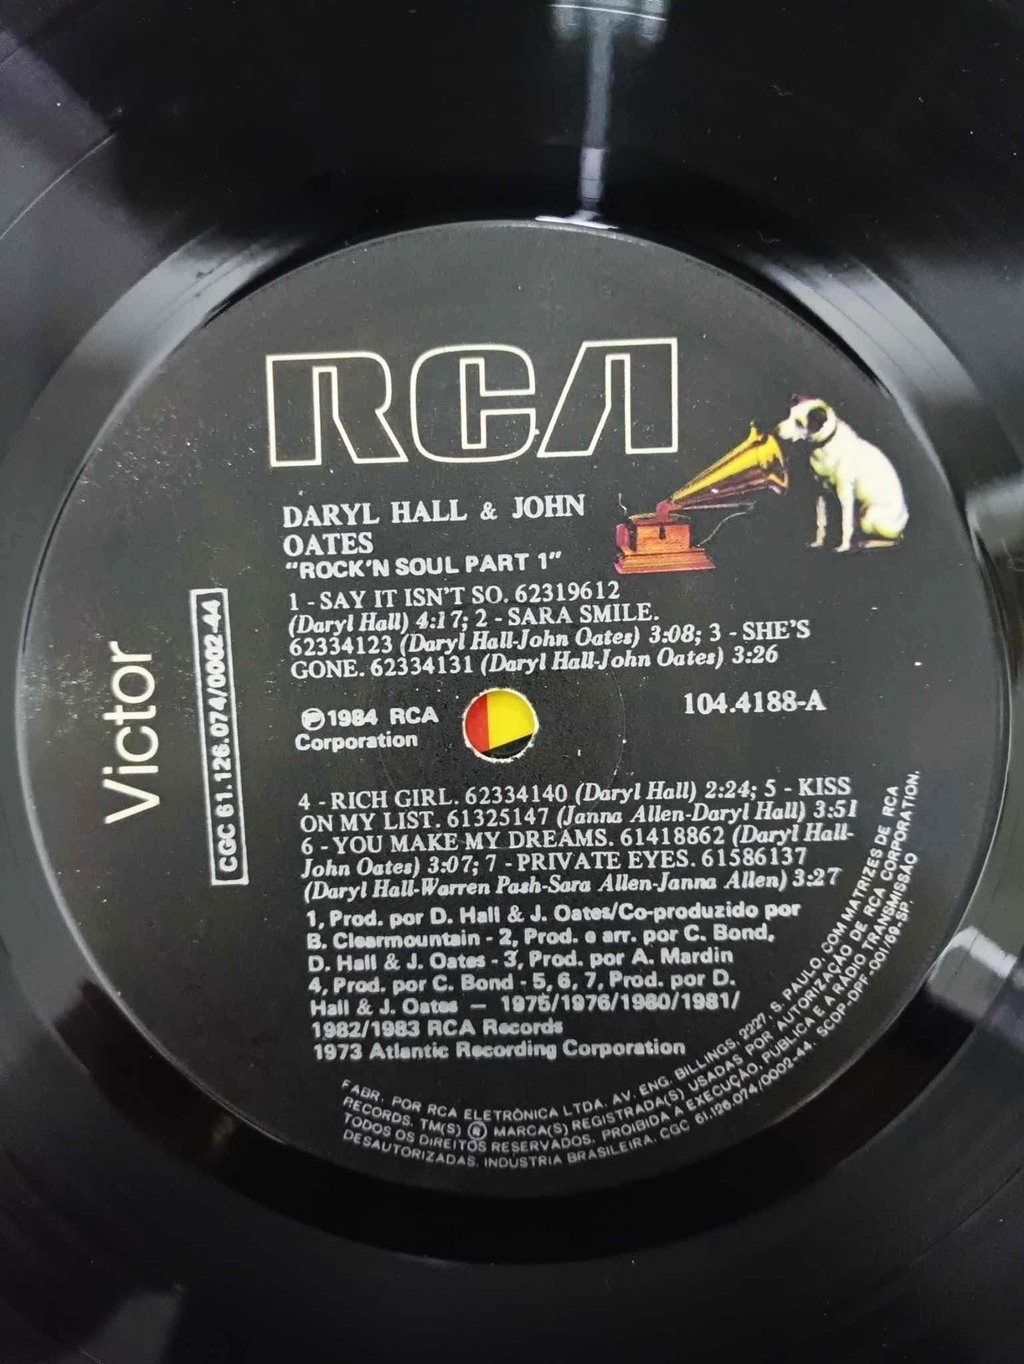 RCA
DARYL HALL & JOHN
OATES
"ROCK'N SOUL PART 1"
1 - SAY IT ISN'T SO. 62319612
(Daryl Hall) 4:17; 2 - SARA SMILE.
62334123 (Daryl Hall-John Oates) 3:08; 3 - SHE'S
GONE. 62334131 (Daryl Hall-John Oates) 3:26
℗ 1984 RCA
Corporation
104.4188-A
4 - RICH GIRL. 62334140 (Daryl Hall) 2:24; 5 - KISS
ON MY LIST. 61325147 (Janna Allen-Daryl Hall) 3:51
6 - YOU MAKE MY DREAMS. 61418862 (Daryl Hall-
John Oates) 3:07; 7 - PRIVATE EYES. 61586137
(Daryl Hall-Warren Pash-Sara Allen-Janna Allen) 3:27
1, Prod. por D. Hall & J. Oates/Co-produzido por
B. Clearmountain - 2, Prod. e arr. por C. Bond,
D. Hall & J. Oates - 3, Prod. por A. Mardin
4, Prod. por C. Bond - 5, 6, 7, Prod. por D.
Hall & J. Oates — 1975/1976/1980/1981/
1982/1983 RCA Records
1973 Atlantic Recording Corporation
Victor
CGC 61.126.074/0002-44
FABR. POR RCA ELETRÔNICA LTDA. AV. ENG. BILLINGS, 2227. S. PAULO, COM MATRIZES DE RCA
RECORDS. TM(S) ® MARCA(S) REGISTRADA(S) USADAS POR AUTORIZAÇÃO DE RCA CORPORATION.
TODOS OS DIREITOS RESERVADOS. PROIBIDA A EXECUÇÃO, PÚBLICA E A RÁDIO TRANSMISSÃO
DESAUTORIZADAS. INDÚSTRIA BRASILEIRA. CGC 61.126.074/0002-44. SCDP-DPF-001/69-SP.